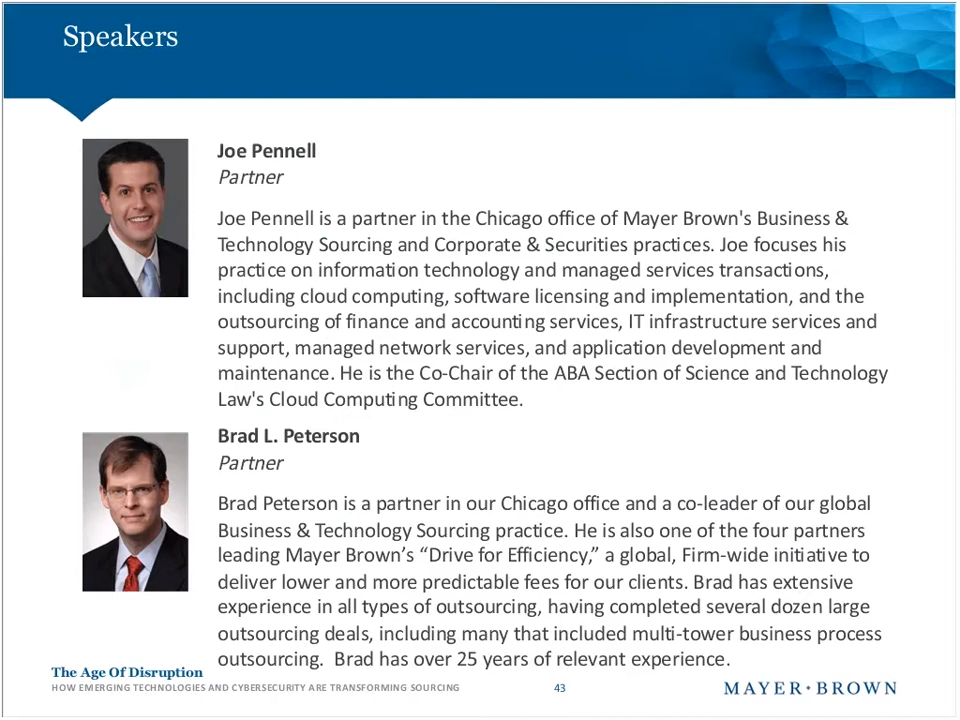 Speakers
Joe Pennell
Partner
Joe Pennell is a partner in the Chicago office of Mayer Brown's Business &
Technology Sourcing and Corporate & Securities practices. Joe focuses his
practice on information technology and managed services transactions,
including cloud computing, software licensing and implementation, and the
outsourcing of finance and accounting services, IT infrastructure services and
support, managed network services, and application development and
maintenance. He is the Co-Chair of the ABA Section of Science and Technology
Law's Cloud Computing Committee.
Brad L. Peterson
Partner
Brad Peterson is a partner in our Chicago office and a co-leader of our global
Business & Technology Sourcing practice. He is also one of the four partners
leading Mayer Brown’s “Drive for Efficiency,” a global, Firm-wide initiative to
deliver lower and more predictable fees for our clients. Brad has extensive
experience in all types of outsourcing, having completed several dozen large
outsourcing deals, including many that included multi-tower business process
outsourcing. Brad has over 25 years of relevant experience.
The Age Of Disruption
HOW EMERGING TECHNOLOGIES AND CYBERSECURITY ARE TRANSFORMING SOURCING
43
MAYER • BROWN